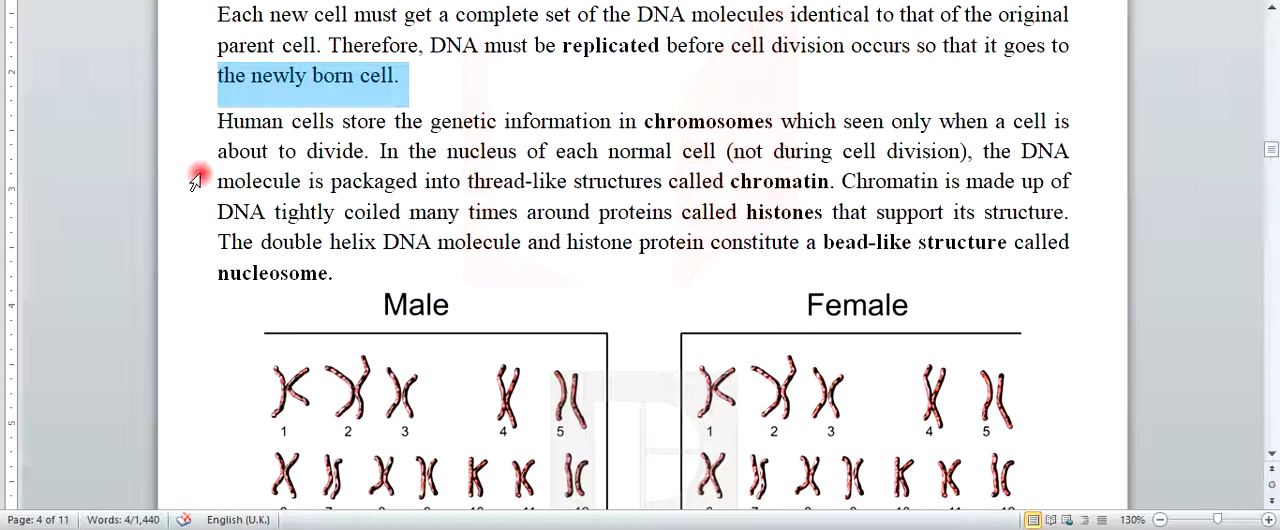 Each new cell must get a complete set of the DNA molecules identical to that of the original
parent cell. Therefore, DNA must be replicated before cell division occurs so that it goes to
the newly born cell.
Human cells store the genetic information in chromosomes which seen only when a cell is
about to divide. In the nucleus of each normal cell (not during cell division), the DNA
molecule is packaged into thread-like structures called chromatin. Chromatin is made up of
DNA tightly coiled many times around proteins called histones that support its structure.
The double helix DNA molecule and histone protein constitute a bead-like structure called
nucleosome.
Male Female
1 2 3 4 5 1 2 3 4 5
Page: 4 of 11 Words: 4/1,440 English (U.K.) 130%